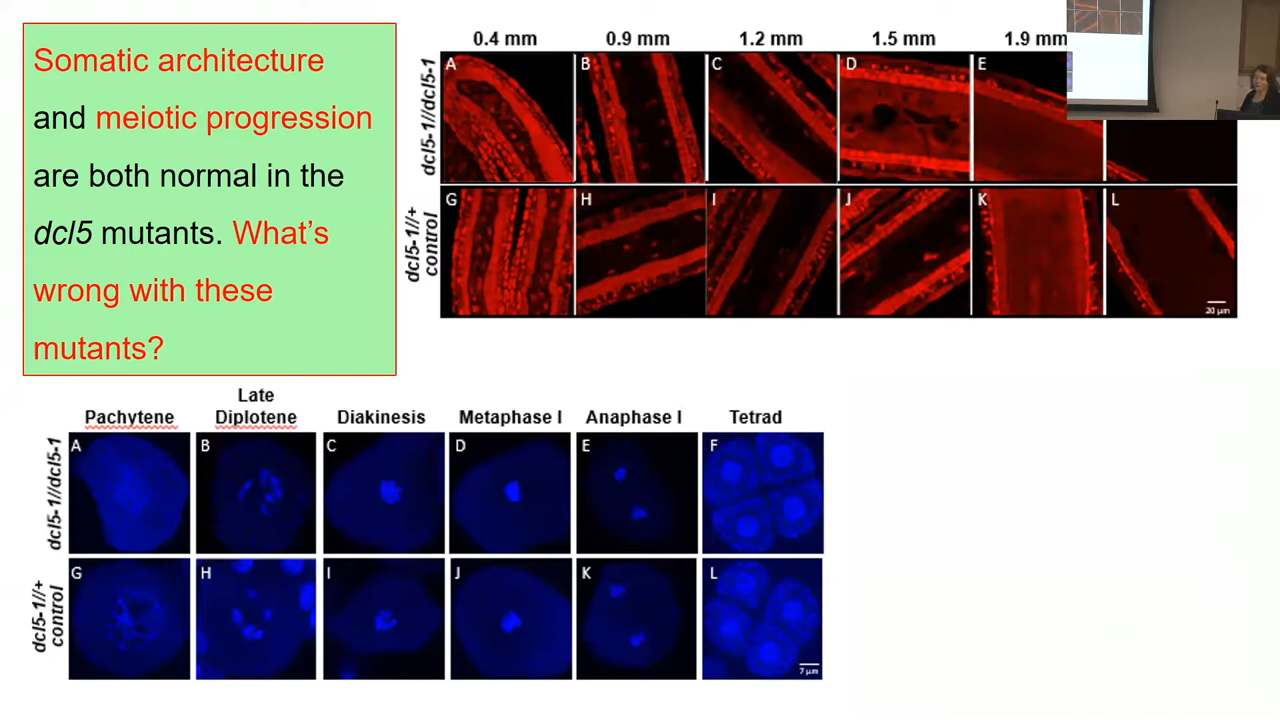 Somatic architecture
and meiotic progression
are both normal in the
dcl5 mutants. What's
wrong with these
mutants?
0.4 mm 0.9 mm 1.2 mm 1.5 mm 1.9 mm
dcl5-1//dcl5-1
A B C D E
dcl5-1//+
control
G H I J K L
20 µm
Pachytene Late Diplotene Diakinesis Metaphase I Anaphase I Tetrad
dcl5-1//dcl5-1
A B C D E F
dcl5-1//+
control
G H I J K L
7 µm